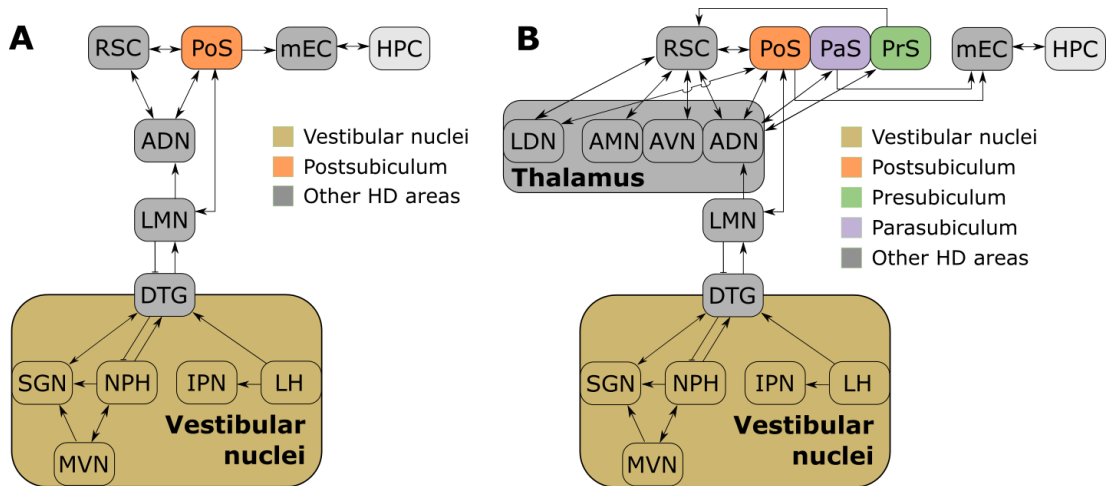 A
RSC
PoS
mEC
HPC
ADN
Vestibular nuclei
Postsubiculum
Other HD areas
LMN
DTG
SGN
NPH
IPN
LH
Vestibular
nuclei
MVN
B
RSC
PoS
PaS
PrS
mEC
HPC
LDN
AMN
AVN
ADN
Thalamus
Vestibular nuclei
Postsubiculum
Presubiculum
Parasubiculum
Other HD areas
LMN
DTG
SGN
NPH
IPN
LH
Vestibular
nuclei
MVN